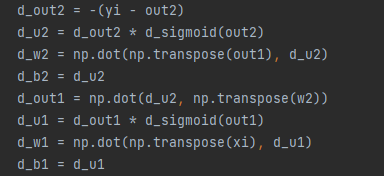 d_out2 = -(yi - out2)
d_u2 = d_out2 * d_sigmoid(out2)
d_w2 = np.dot(np.transpose(out1), d_u2)
d_b2 = d_u2
d_out1 = np.dot(d_u2, np.transpose(w2))
d_u1 = d_out1 * d_sigmoid(out1)
d_w1 = np.dot(np.transpose(xi), d_u1)
d_b1 = d_u1